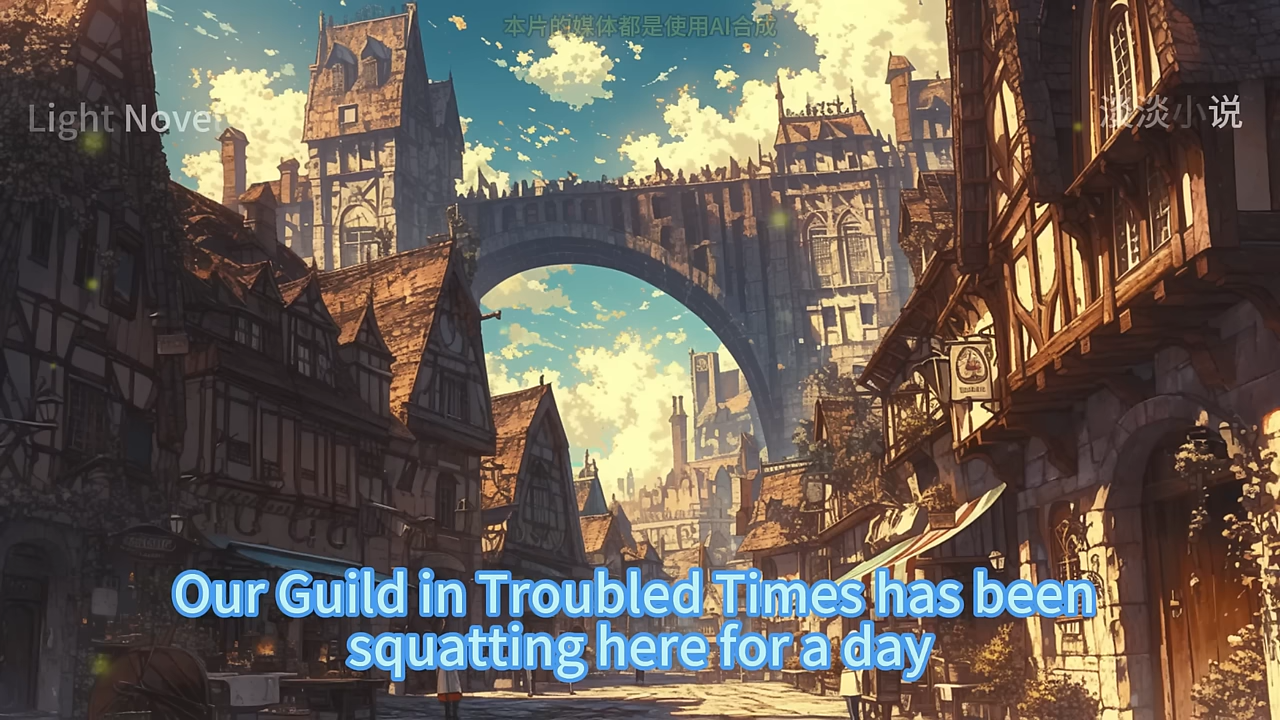 本片的媒体都是使用AI合成
Light Nove
淡淡小说
Our Guild in Troubled Times has been
squatting here for a day